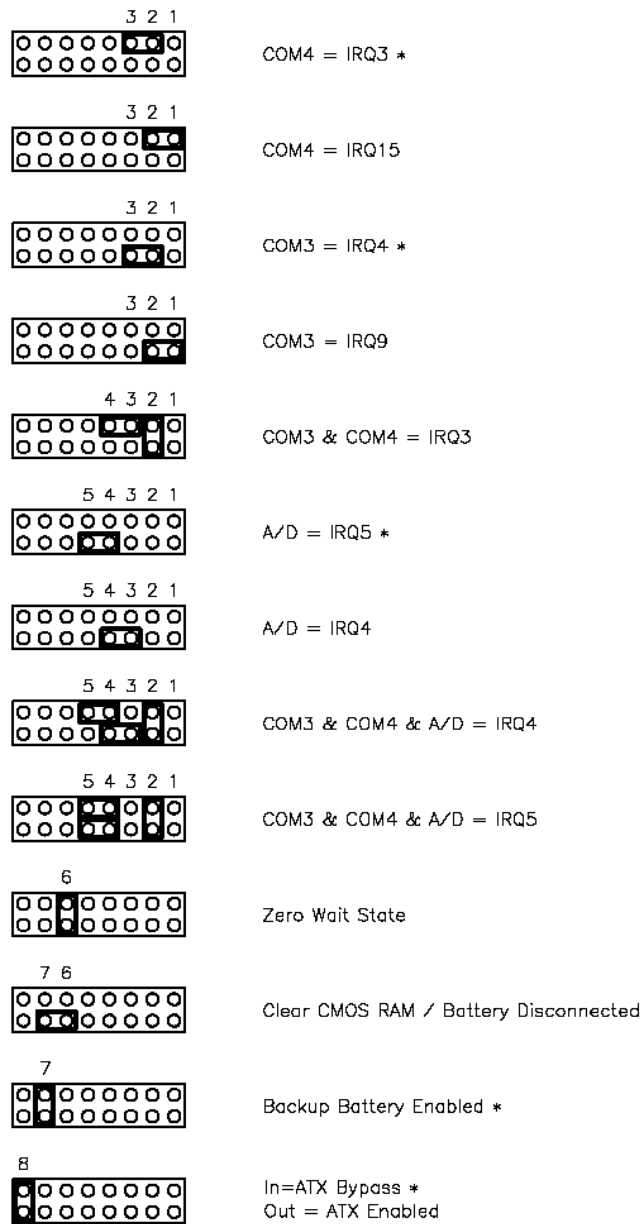 3 2 1
COM4 = IRQ3 *
3 2 1
COM4 = IRQ15
3 2 1
COM3 = IRQ4 *
3 2 1
COM3 = IRQ9
4 3 2 1
COM3 & COM4 = IRQ3
5 4 3 2 1
A/D = IRQ5 *
5 4 3 2 1
A/D = IRQ4
5 4 3 2 1
COM3 & COM4 & A/D = IRQ4
5 4 3 2 1
COM3 & COM4 & A/D = IRQ5
6
Zero Wait State
7 6
Clear CMOS RAM / Battery Disconnected
7
Backup Battery Enabled *
8
In=ATX Bypass *
Out = ATX Enabled